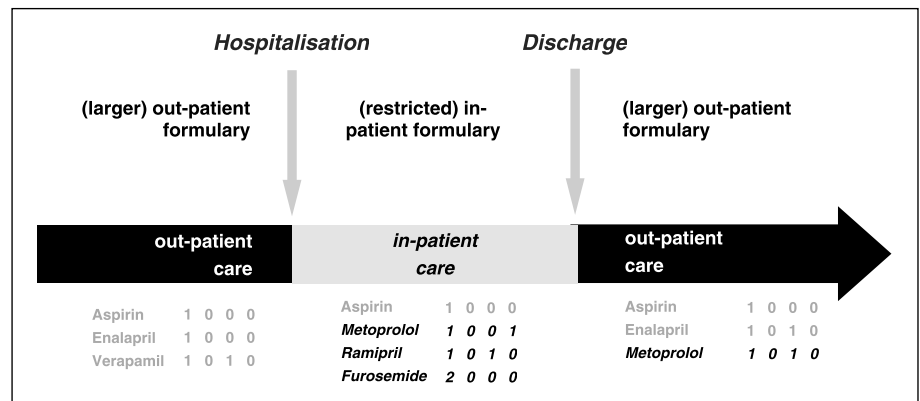 Hospitalisation
Discharge
(larger) out-patient
formulary
(restricted) in-
patient formulary
(larger) out-patient
formulary
out-patient
care
in-patient
care
out-patient
care
Aspirin 1 0 0 0
Enalapril 1 0 0 0
Verapamil 1 0 1 0
Aspirin 1 0 0 0
Metoprolol 1 0 0 1
Ramipril 1 0 1 0
Furosemide 2 0 0 0
Aspirin 1 0 0 0
Enalapril 1 0 1 0
Metoprolol 1 0 1 0